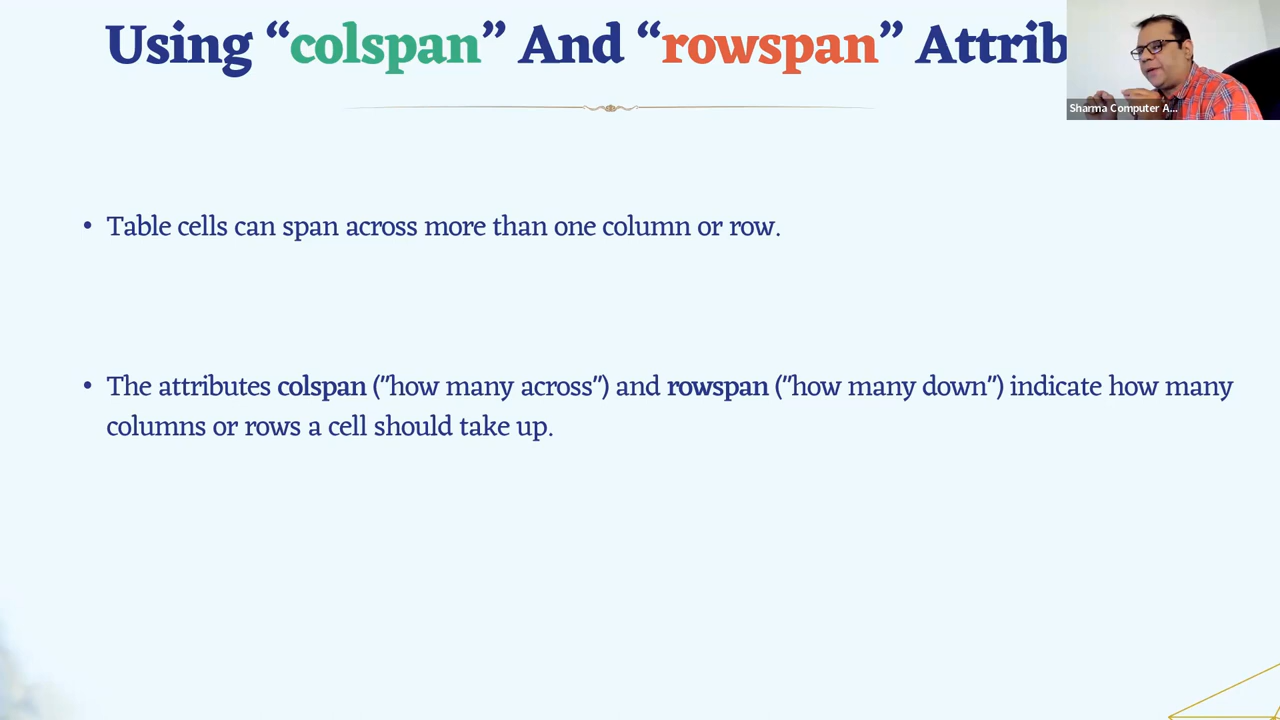 Using “colspan” And “rowspan” Attrib
Sharma Computer A...
• Table cells can span across more than one column or row.
• The attributes colspan ("how many across") and rowspan ("how many down") indicate how many
columns or rows a cell should take up.